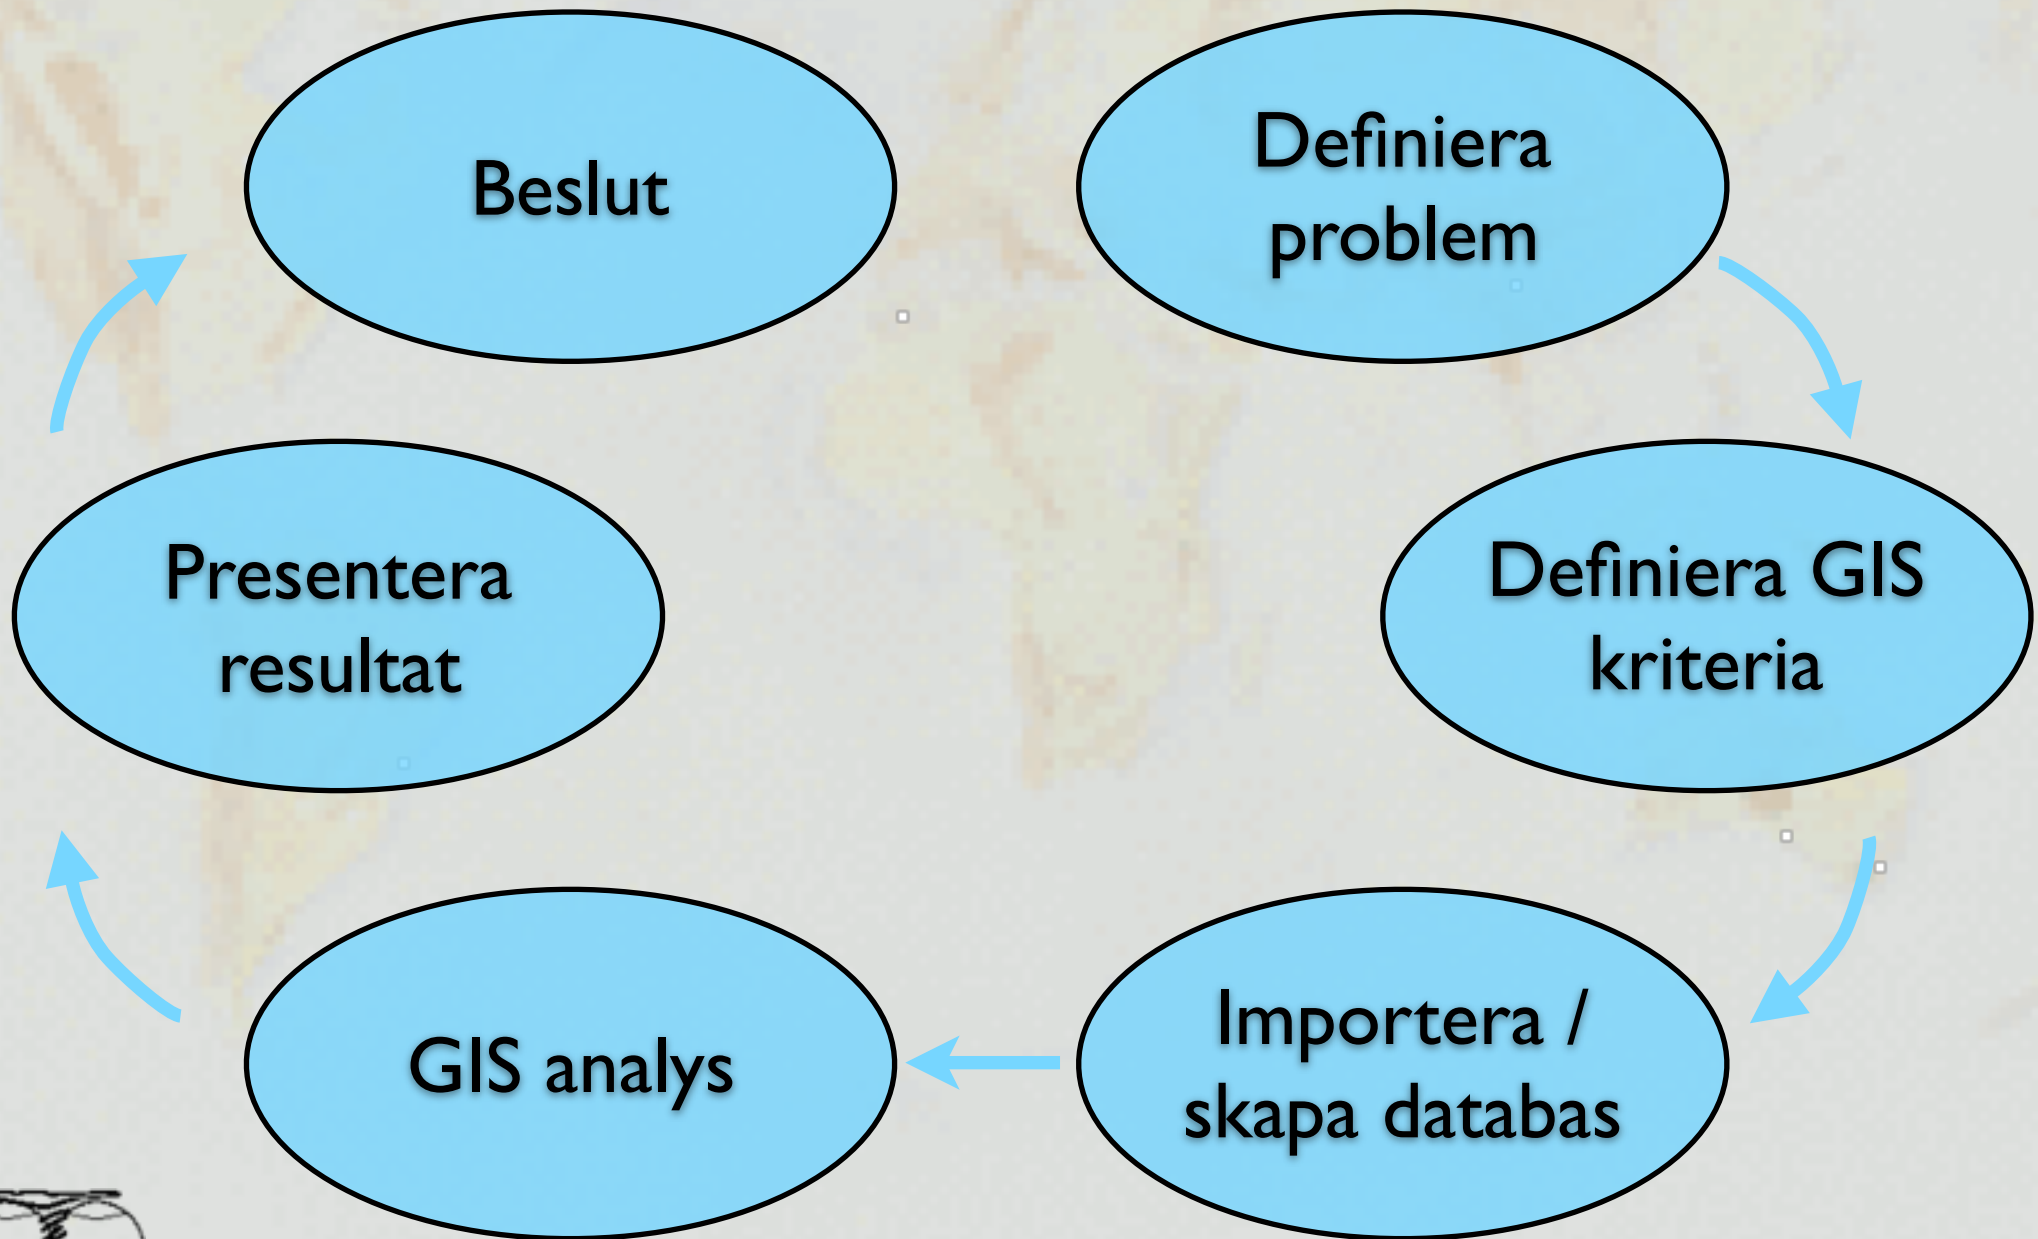 Beslut
Definiera
problem
Definiera GIS
kriteria
Importera /
skapa databas
GIS analys
Presentera
resultat